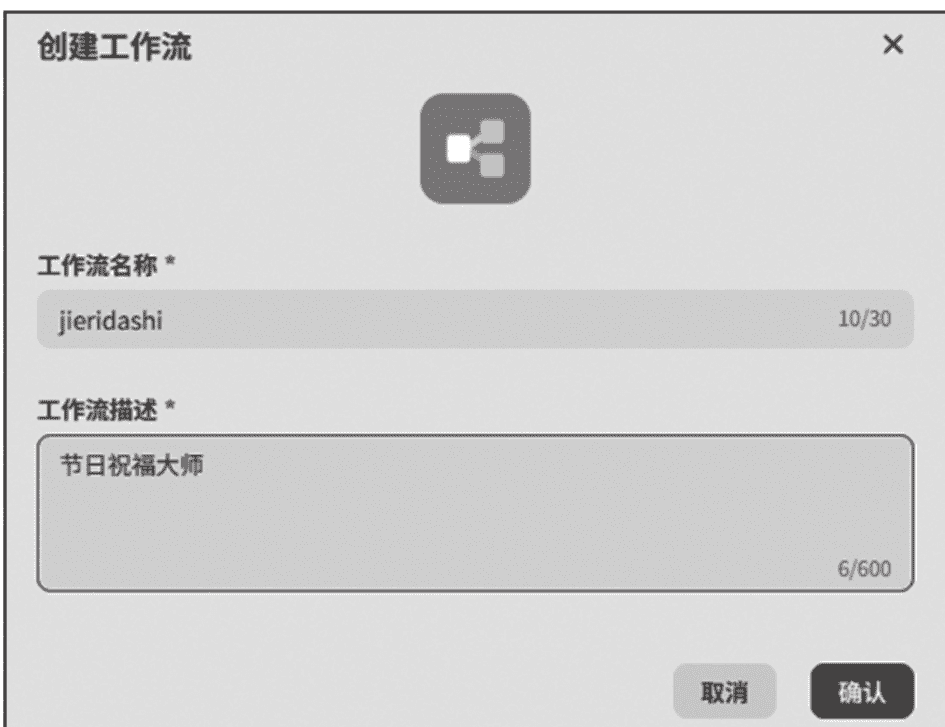 创建工作流
工作流名称 *
jieridashi
10/30
工作流描述 *
节日祝福大师
6/600
取消
确认